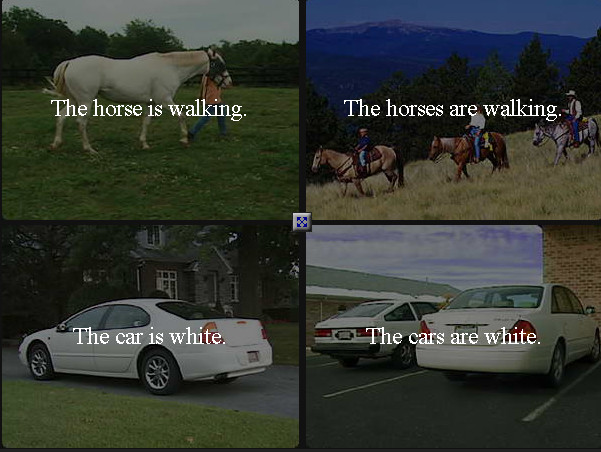 The horse is walking.
The horses are walking.
The car is white.
The cars are white.